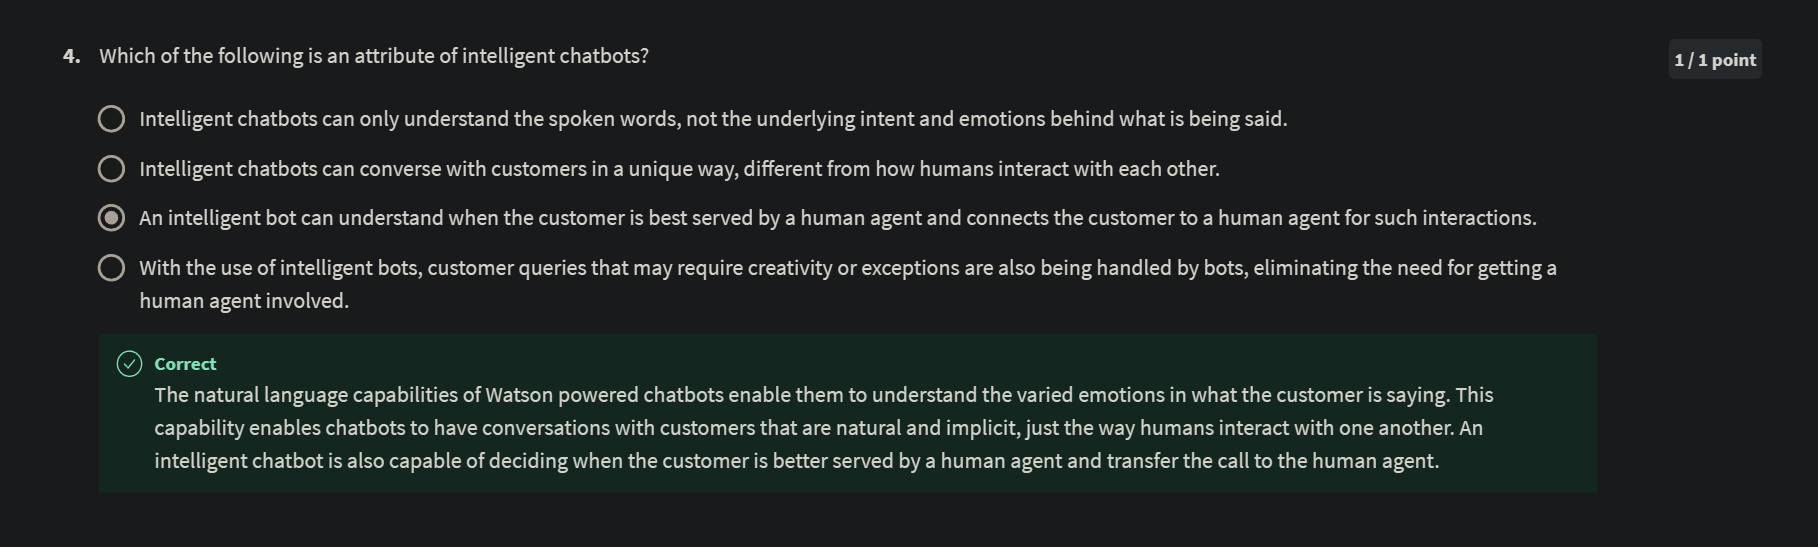 4. Which of the following is an attribute of intelligent chatbots?
1 / 1 point
Intelligent chatbots can only understand the spoken words, not the underlying intent and emotions behind what is being said.
Intelligent chatbots can converse with customers in a unique way, different from how humans interact with each other.
An intelligent bot can understand when the customer is best served by a human agent and connects the customer to a human agent for such interactions.
With the use of intelligent bots, customer queries that may require creativity or exceptions are also being handled by bots, eliminating the need for getting a
human agent involved.
Correct
The natural language capabilities of Watson powered chatbots enable them to understand the varied emotions in what the customer is saying. This
capability enables chatbots to have conversations with customers that are natural and implicit, just the way humans interact with one another. An
intelligent chatbot is also capable of deciding when the customer is better served by a human agent and transfer the call to the human agent.